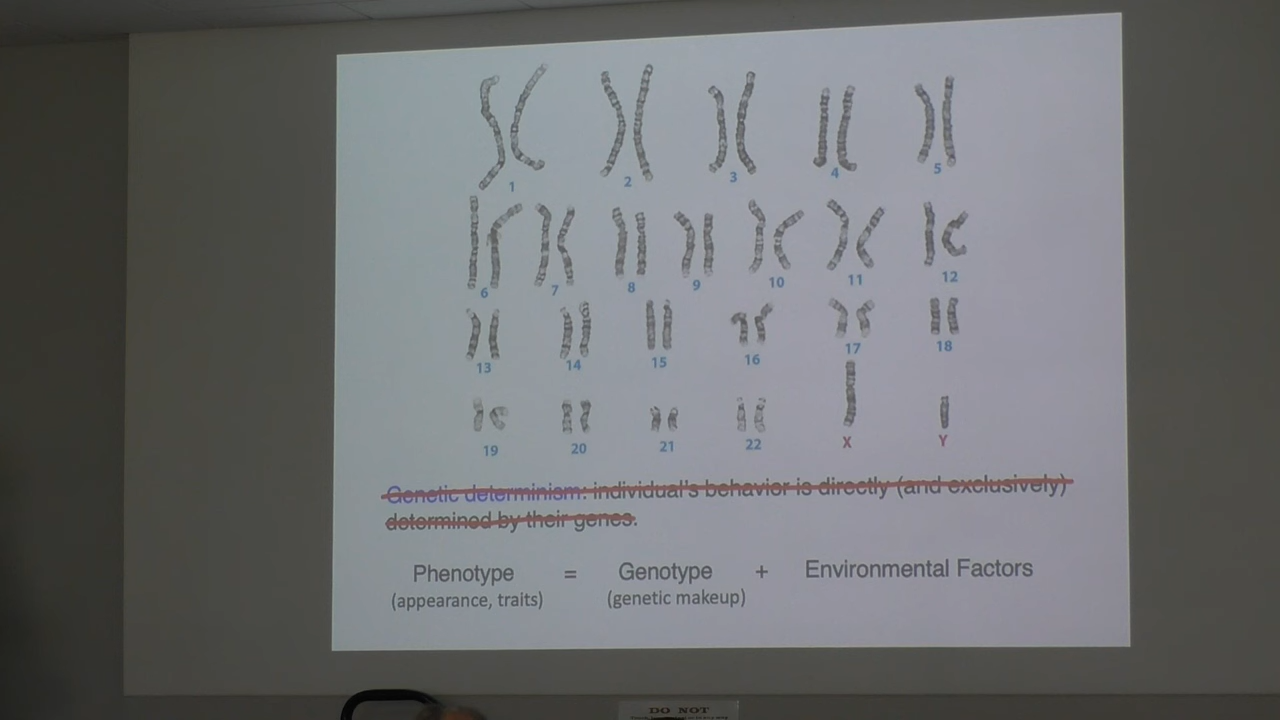 1 2 3 4 5
6 7 8 9 10 11 12
13 14 15 16 17 18
19 20 21 22 X Y
Genetic determinism: individual's behavior is directly (and exclusively)
determined by their genes.
Phenotype = Genotype + Environmental Factors
(appearance, traits) (genetic makeup)
DO NOT